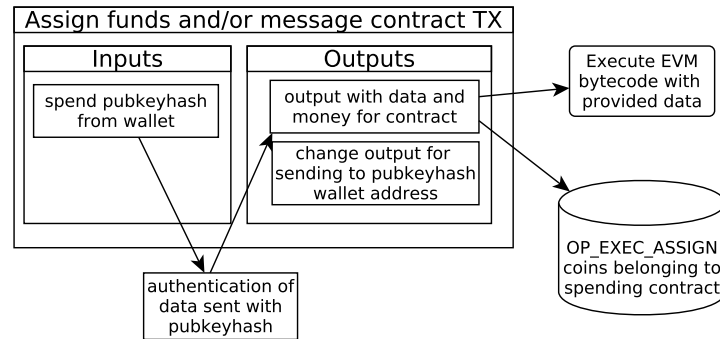 Assign funds and/or message contract TX
Inputs
Outputs
spend pubkeyhash
from wallet
output with data and
money for contract
change output for
sending to pubkeyhash
wallet address
Execute EVM
bytecode with
provided data
OP_EXEC_ASSIGN
coins belonging to
spending contract
authentication of
data sent with
pubkeyhash